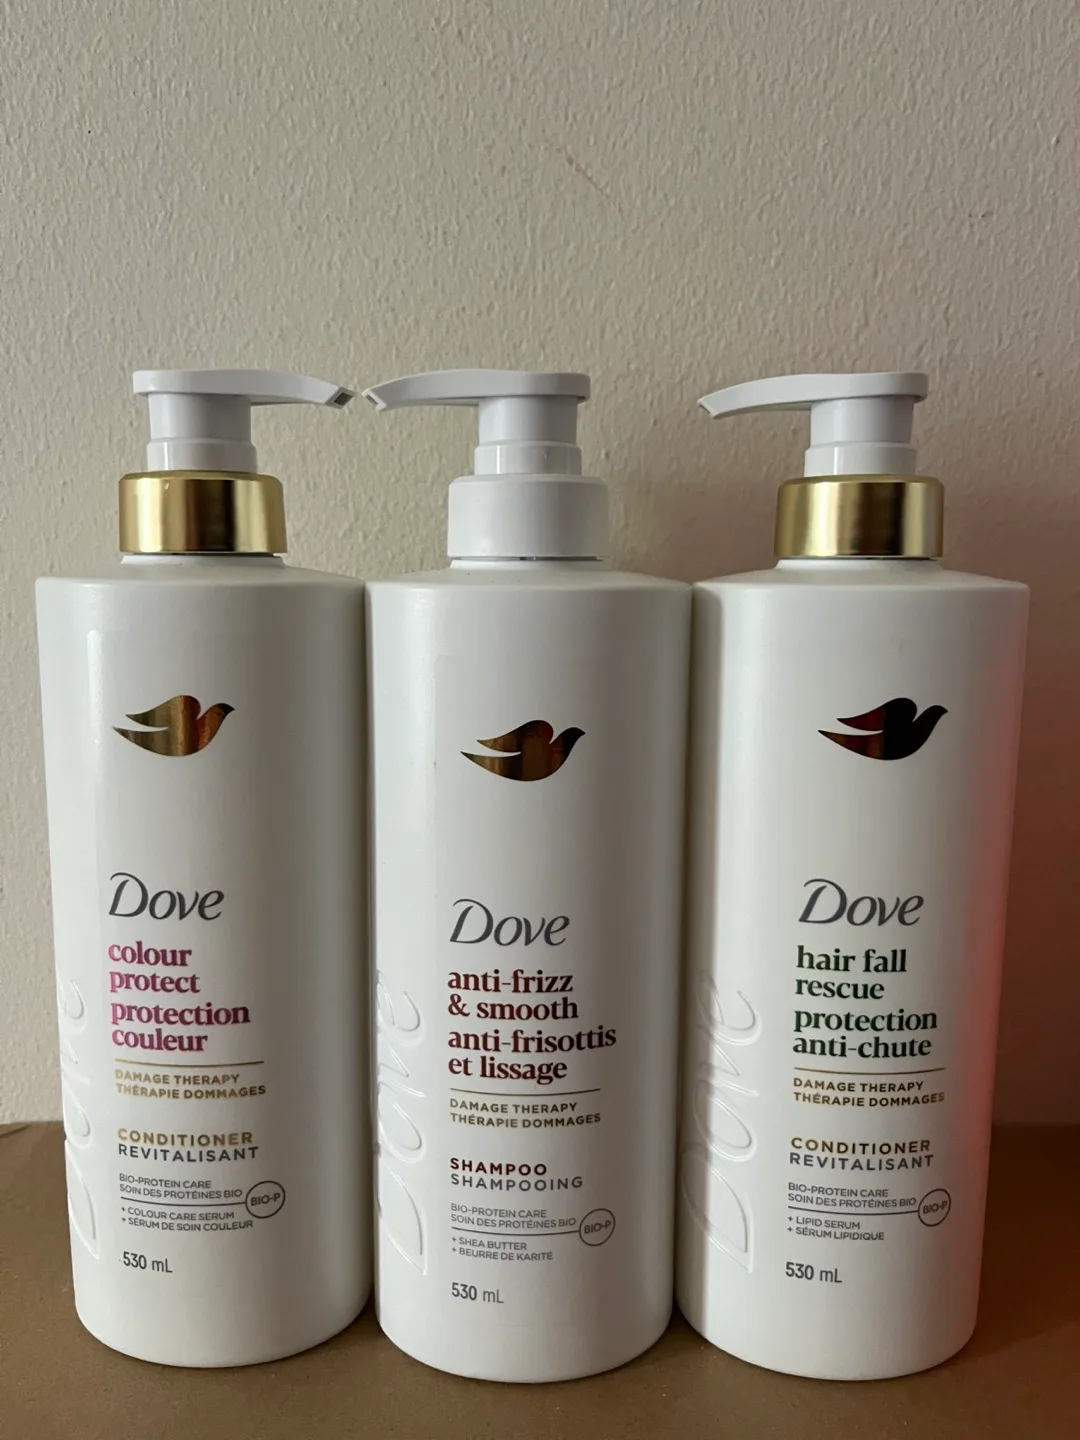 Dove
colour
protect
protection
couleur
DAMAGE THERAPY
THÉRAPIE DOMMAGES
CONDITIONER
REVITALISANT
BIO-PROTEIN CARE
SOIN DES PROTÉINES BIO
BIO-P
+ COLOUR CARE SERUM
+ SÉRUM DE SOIN COULEUR
530 mL
Dove
Dove
anti-frizz
& smooth
anti-frisottis
et lissage
DAMAGE THERAPY
THÉRAPIE DOMMAGES
SHAMPOO
SHAMPOOING
BIO-PROTEIN CARE
SOIN DES PROTÉINES BIO
BIO-P
+ SHEA BUTTER
+ BEURRE DE KARITÉ
530 mL
Dove
Dove
hair fall
rescue
protection
anti-chute
DAMAGE THERAPY
THÉRAPIE DOMMAGES
CONDITIONER
REVITALISANT
BIO-PROTEIN CARE
SOIN DES PROTÉINES BIO
BIO-P
+ LIPID SERUM
+ SÉRUM LIPIDIQUE
530 mL
Dove